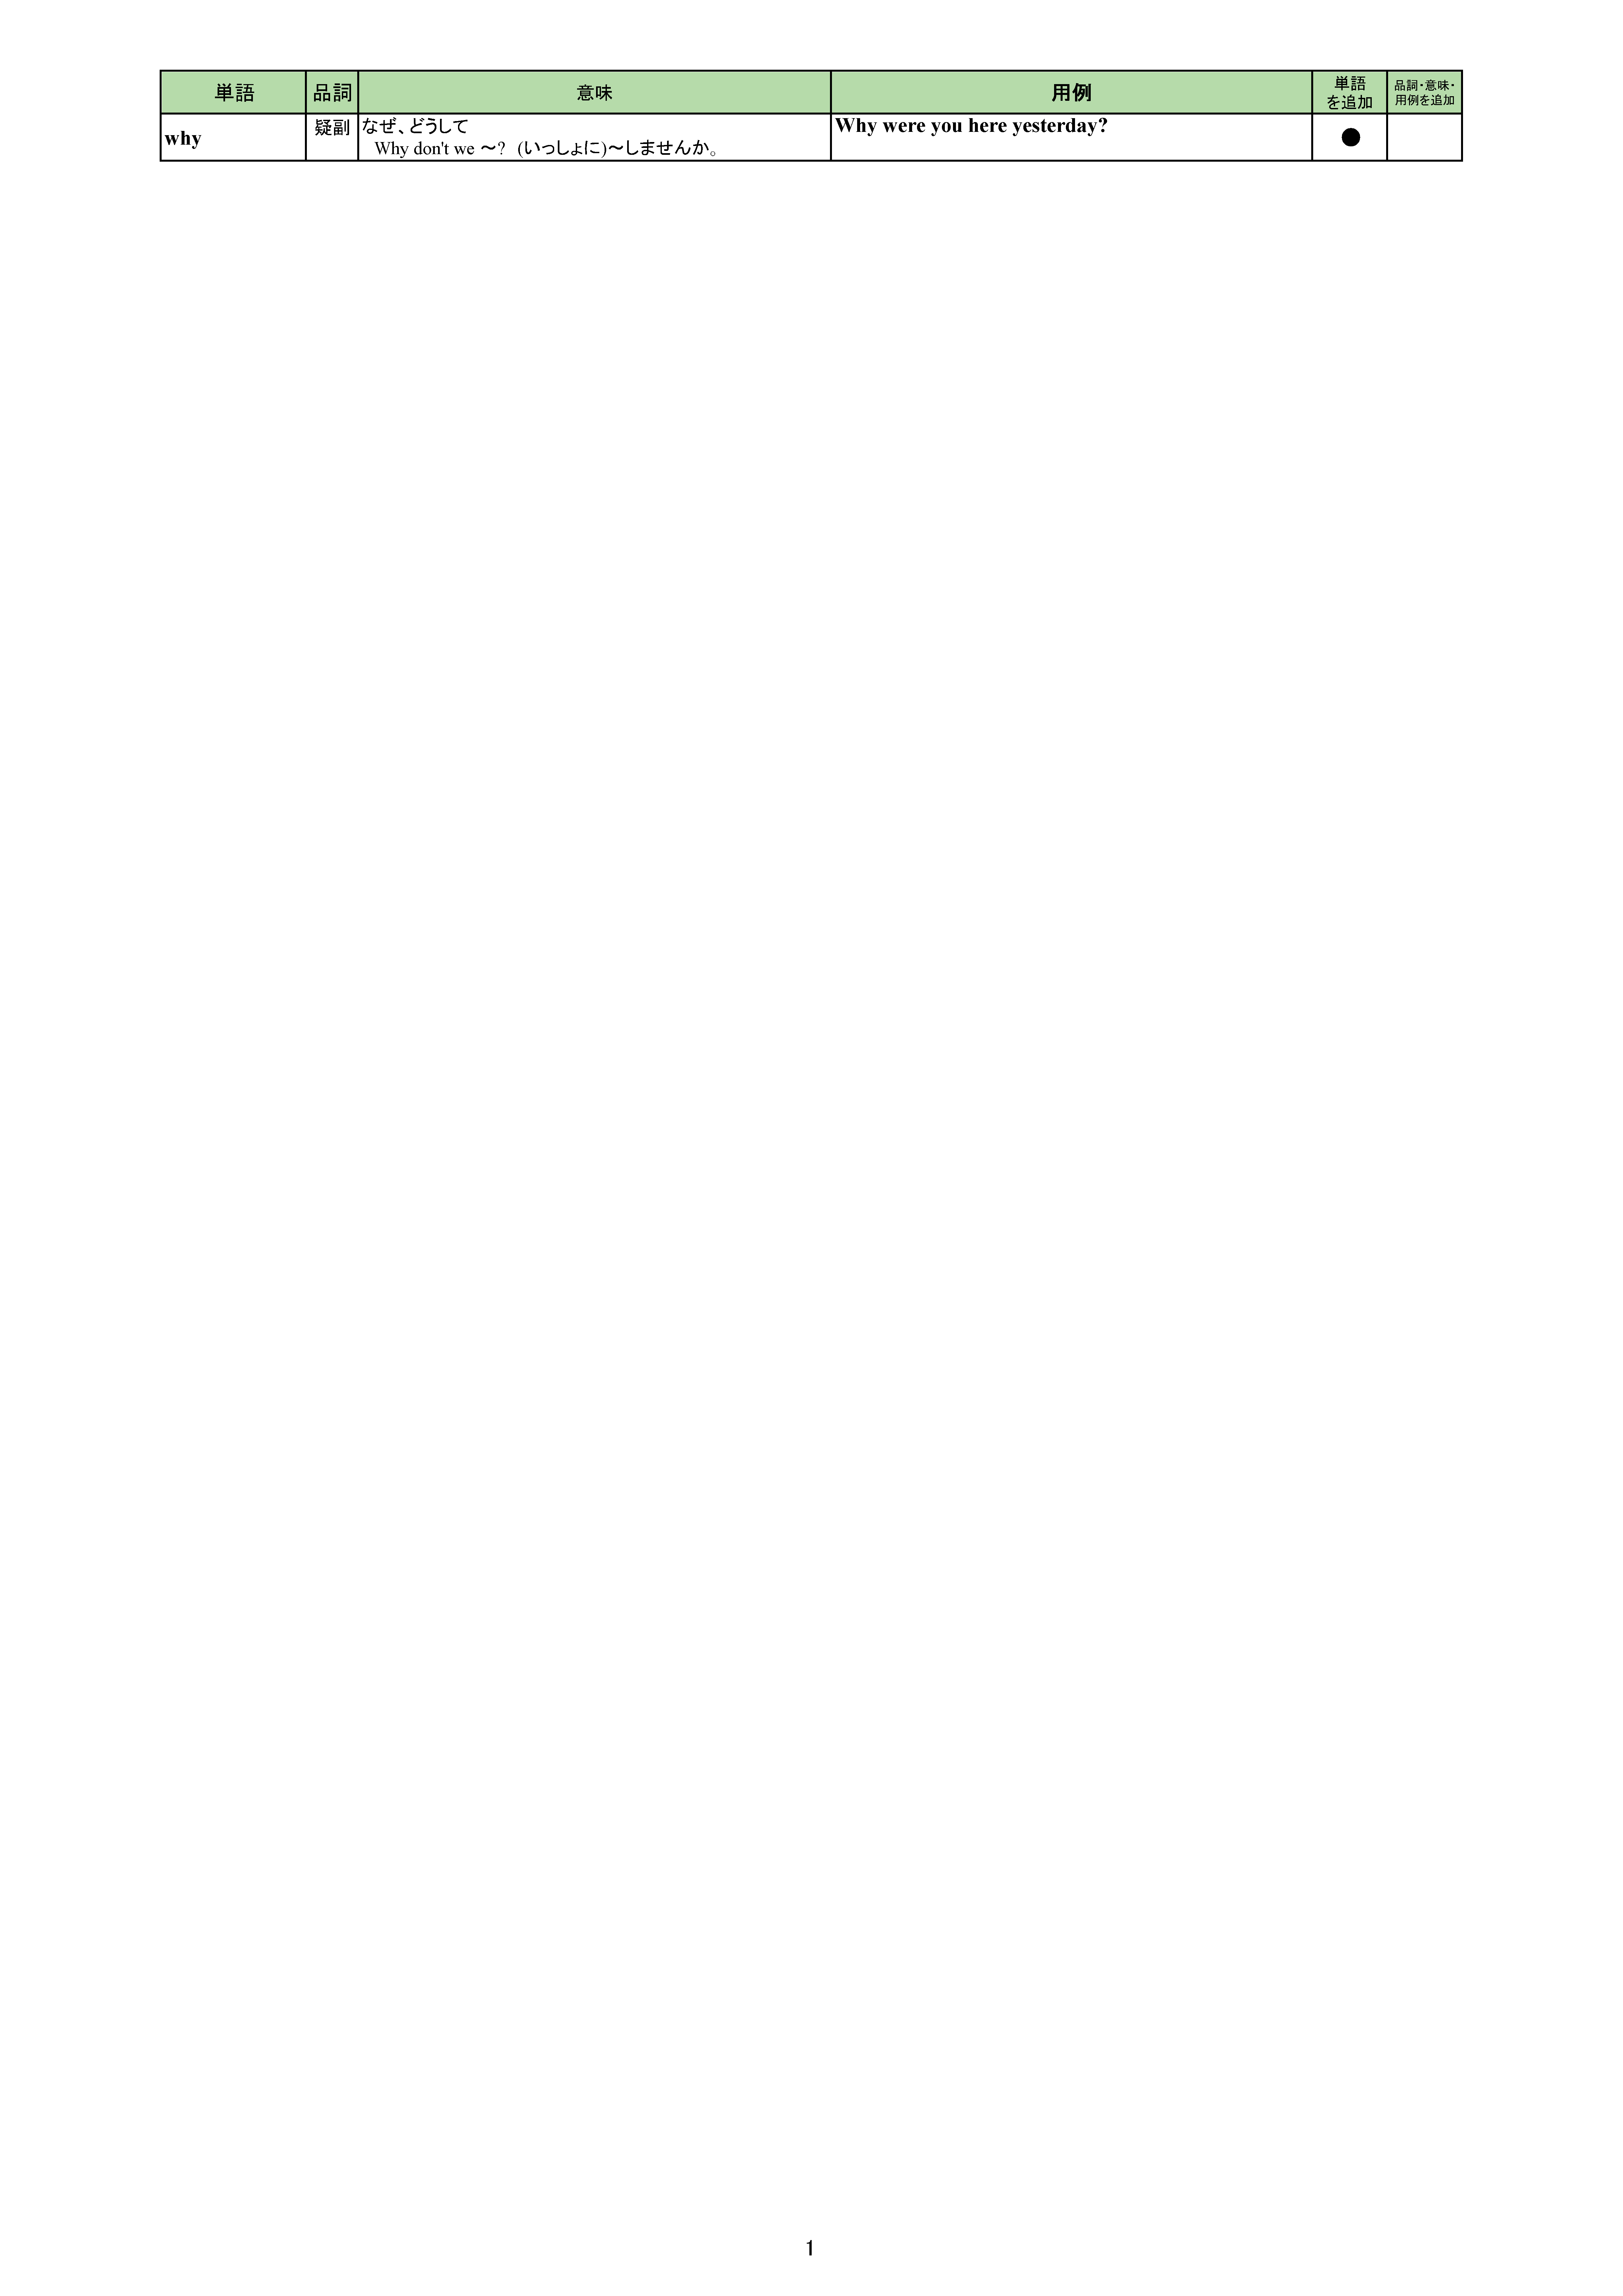 単語 品詞 意味 用例 単語 品詞・意味・
を追加 用例を追加
why 疑副 なぜ、どうして Why were you here yesterday? ●
Why don't we ～? (いっしょに)～しませんか。
1